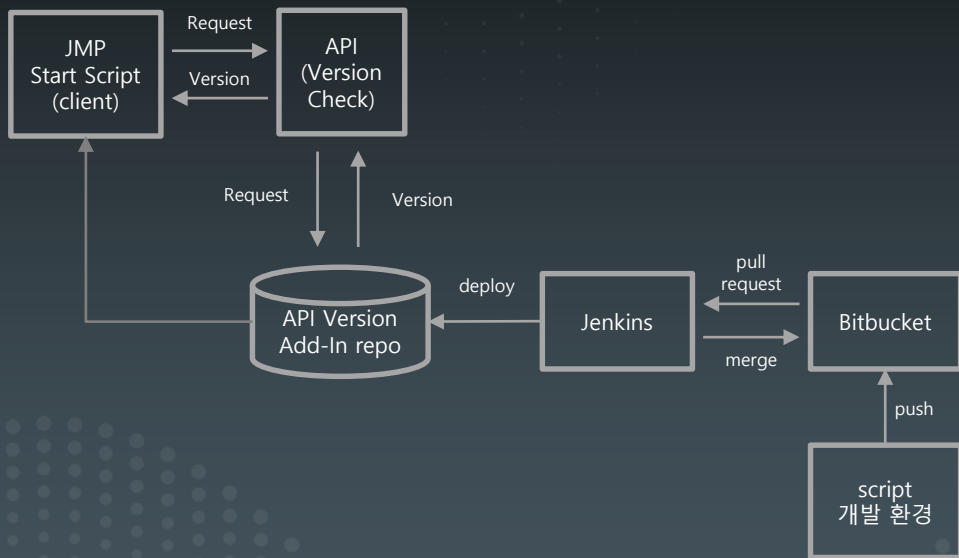 JMP
Start Script
(client)
Request
Version
API
(Version
Check)
Request
Version
API Version
Add-In repo
deploy
Jenkins
pull
request
merge
Bitbucket
push
script
개발 환경